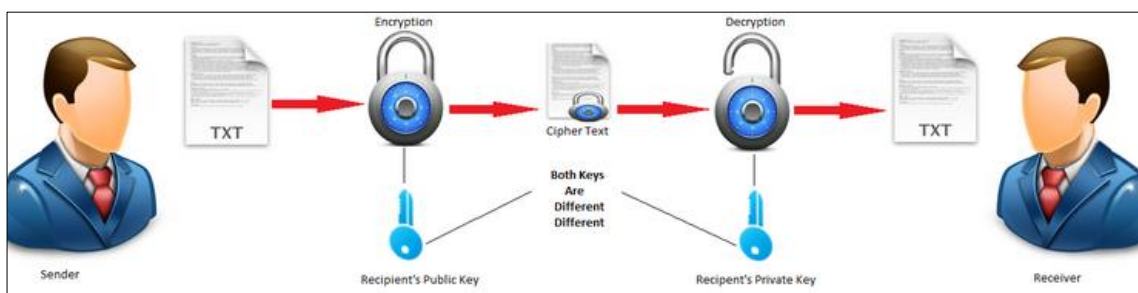 Encryption
Decryption
TXT
TXT
Cipher Text
Both Keys
Are
Different
Different
Sender
Recipient's Public Key
Recipent's Private Key
Receiver